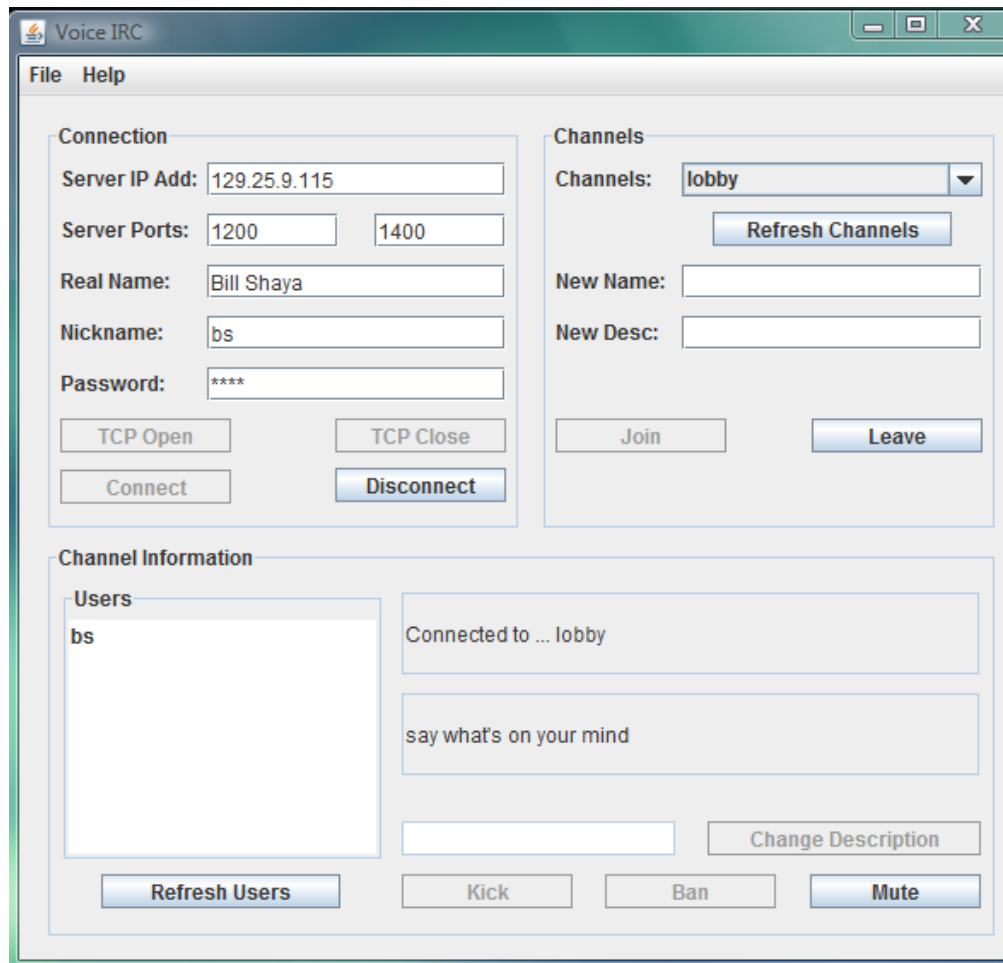 Voice IRC
File Help
Connection
Server IP Add: 129.25.9.115
Server Ports: 1200 1400
Real Name: Bill Shaya
Nickname: bs
Password: ****
TCP Open TCP Close
Connect Disconnect
Channels
Channels: lobby
Refresh Channels
New Name:
New Desc:
Join Leave
Channel Information
Users
bs
Connected to ... lobby
say what's on your mind
Change Description
Refresh Users Kick Ban Mute